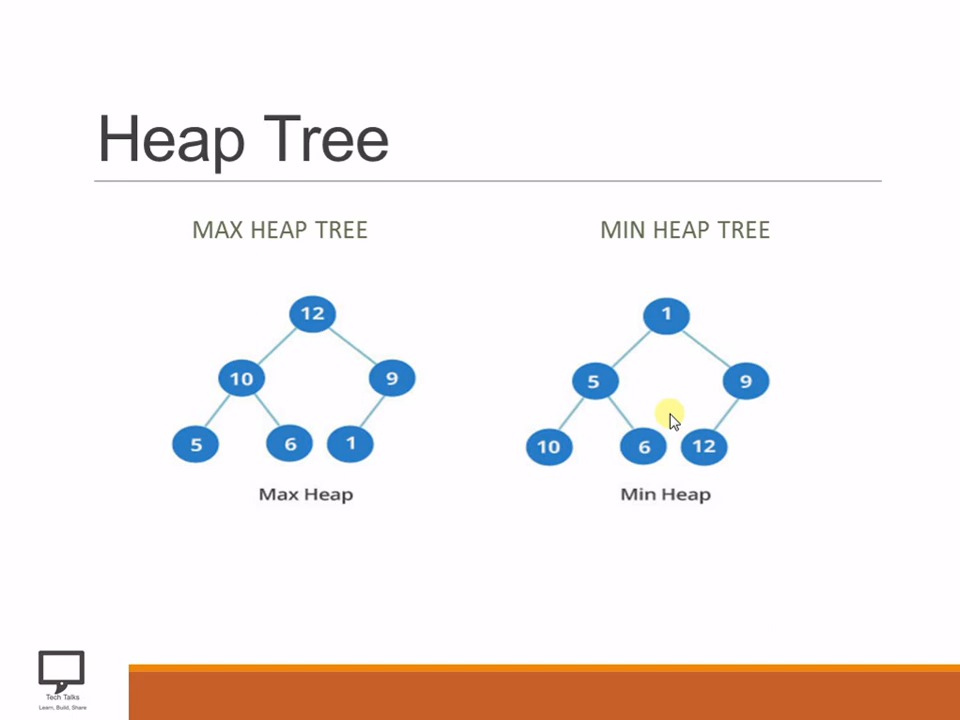 Heap Tree
MAX HEAP TREE
12
10 9
5 6 1
Max Heap
MIN HEAP TREE
1
5 9
10 6 12
Min Heap
Tech Talks
Learn, Build, Share